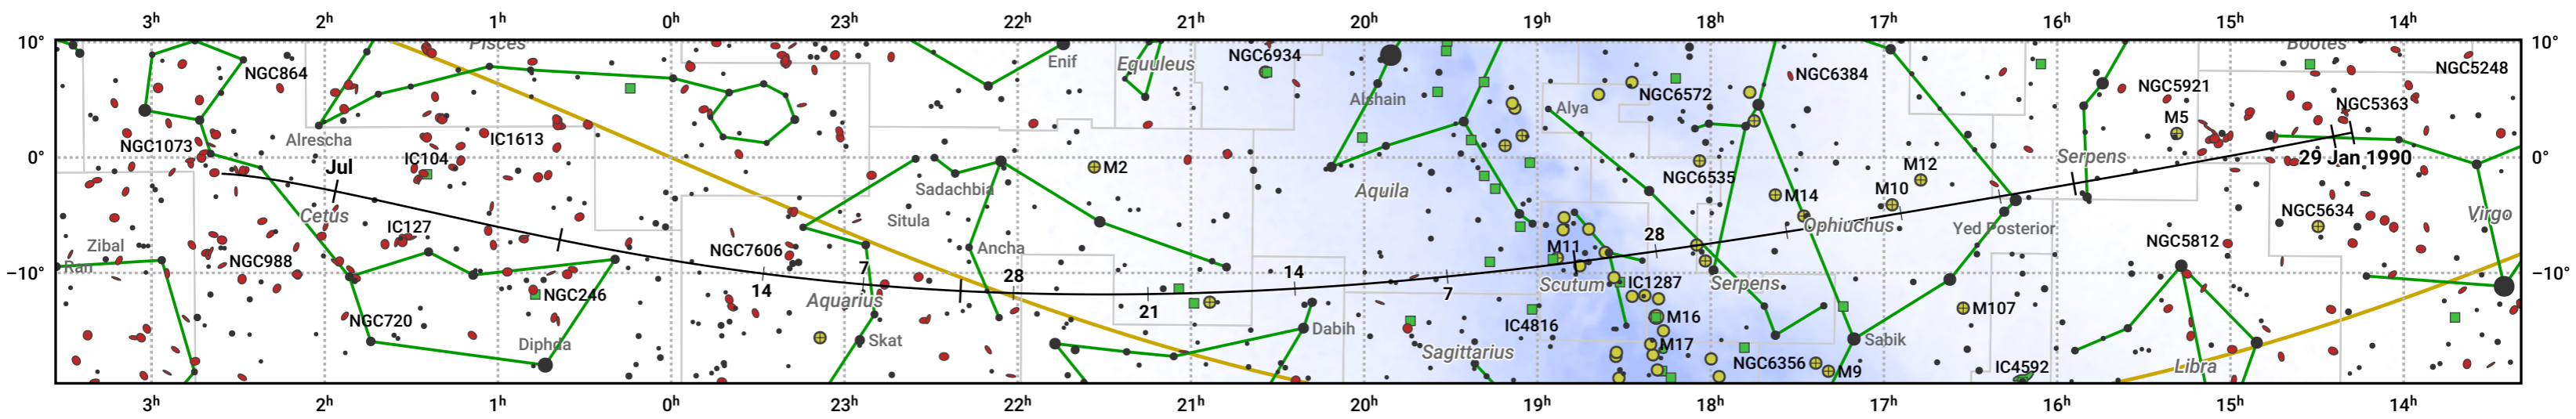 3h 2h 1h 0h 23h 22h 21h 20h 19h 18h 17h 16h 15h 14h
10° Pisces Enif Equuleus NGC6934 Bootes 10°
NGC864 Alshain Alya NGC6572 NGC6384 NGC5921 NGC5363 NGC5248
Alrescha IC1613 M5
NGC1073 IC104 M2 NGC6535 M12 Serpens
0° Jul Sadachbia Aquila M14 M10 29 Jan 1990 0°
Cetus IC127 Situla Ophiuchus Yed Posterior NGC5634 Virgo
Zibal NGC7606 Ancha M11 28 NGC5812
Ran NGC988 7 28 14 Scutum IC1287 Serpens
−10° NGC246 14 Aquarius 21 7 M107 −10°
NGC720 Skat Dabih IC4816 M16 Sabik
Diphda Sagittarius M17 NGC6356 M9 IC4592 Libra
3h 2h 1h 0h 23h 22h 21h 20h 19h 18h 17h 16h 15h 14h